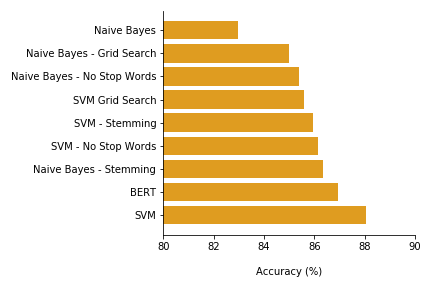 Naive Bayes
Naive Bayes - Grid Search
Naive Bayes - No Stop Words
SVM Grid Search
SVM - Stemming
SVM - No Stop Words
Naive Bayes - Stemming
BERT
SVM
80 82 84 86 88 90
Accuracy (%)